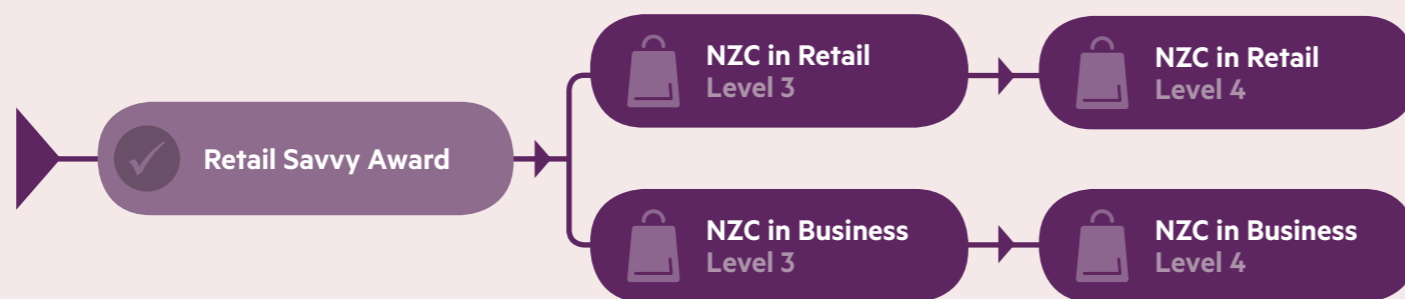 Retail Savvy Award
NZC in Retail
Level 3
NZC in Retail
Level 4
NZC in Business
Level 3
NZC in Business
Level 4